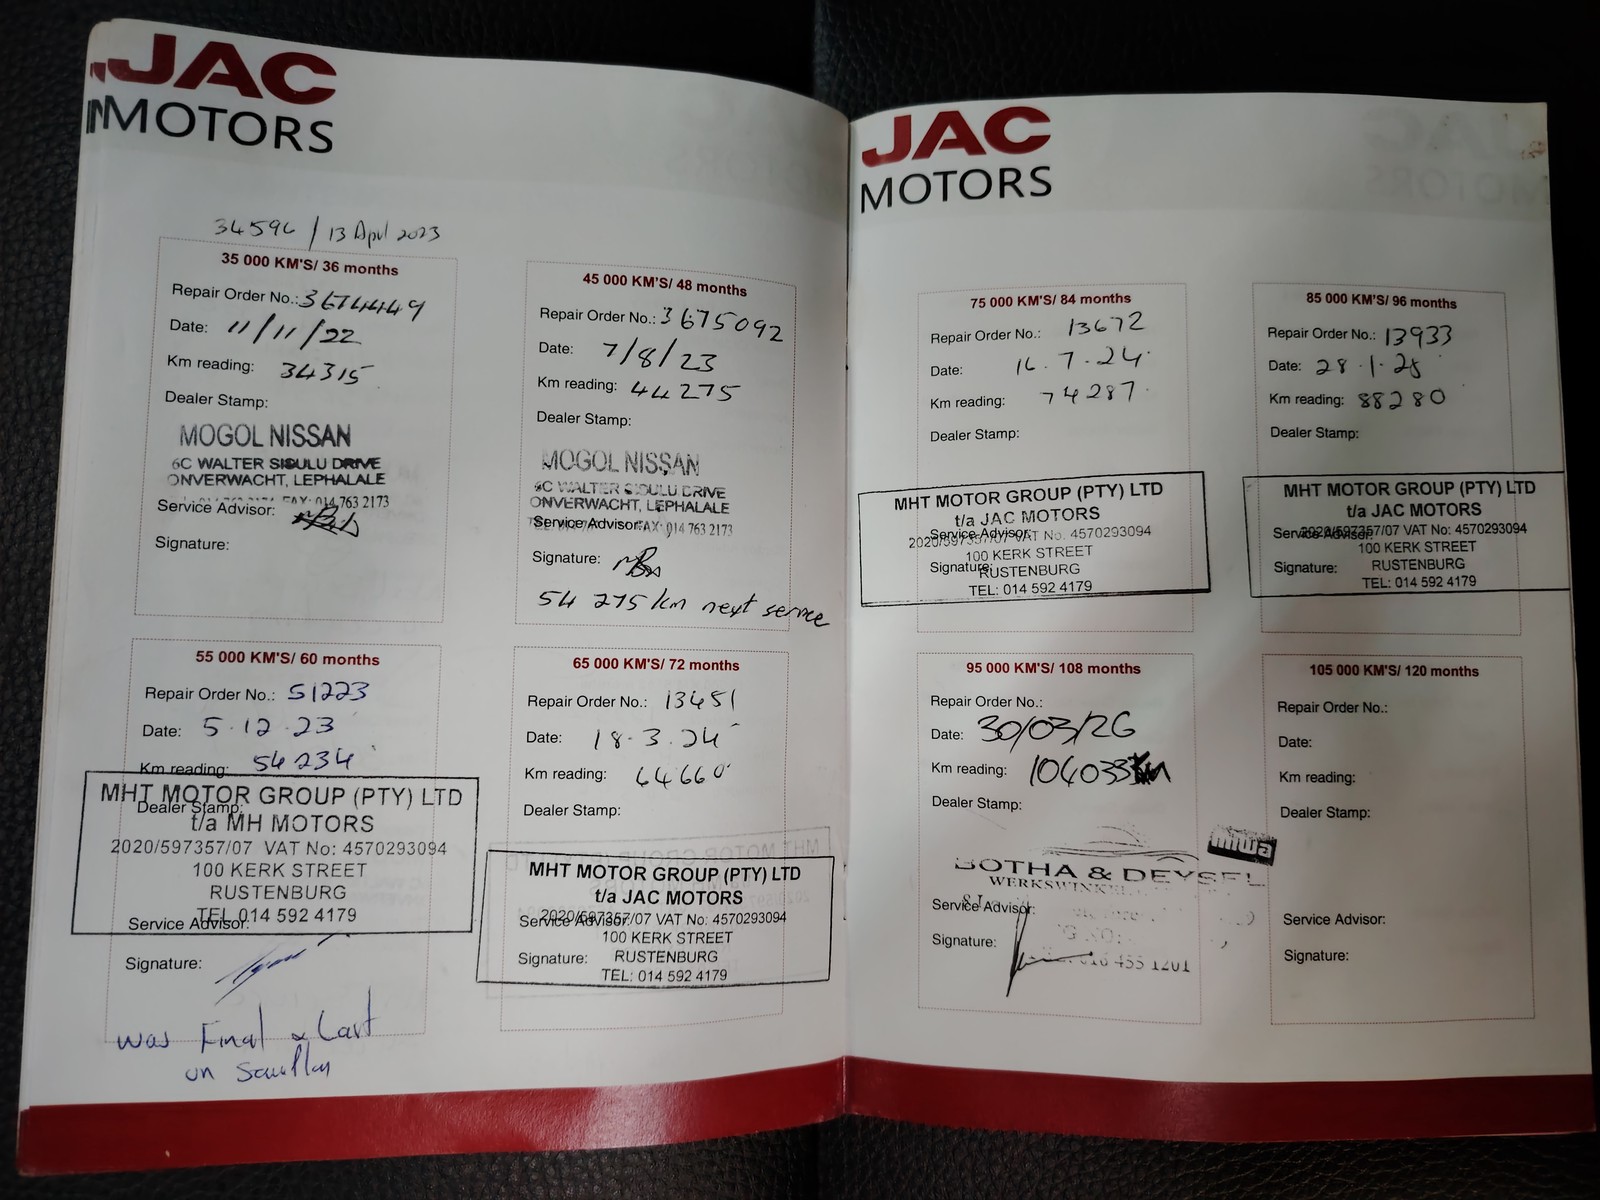 JAC
MOTORS
34596 / 13 April 2023
35 000 KM'S/ 36 months
Repair Order No.: 3674449
Date: 11/11/22
Km reading: 34315
Dealer Stamp:
MOGOL NISSAN
6C WALTER SISULU DRIVE
ONVERWACHT, LEPHALALE
FAX: 014 763 2173
Service Advisor:
Signature:
45 000 KM'S/ 48 months
Repair Order No.: 3675092
Date: 7/8/23
Km reading: 44275
Dealer Stamp:
MOGOL NISSAN
6C WALTER SISULU DRIVE
ONVERWACHT, LEPHALALE
FAX: 014 763 2173
Service Advisor:
Signature:
54 275 km next service
55 000 KM'S/ 60 months
Repair Order No.: 51223
Date: 5.12.23
Km reading: 54234
Dealer Stamp:
MHT MOTOR GROUP (PTY) LTD
t/a MH MOTORS
2020/597357/07 VAT No: 4570293094
100 KERK STREET
RUSTENBURG
TEL 014 592 4179
Service Advisor:
Signature:
was Final & Last
on
65 000 KM'S/ 72 months
Repair Order No.: 13451
Date: 18.3.24
Km reading: 64660
Dealer Stamp:
MHT MOTOR GROUP (PTY) LTD
t/a JAC MOTORS
2020/597357/07 VAT No: 4570293094
Service Advisor:
100 KERK STREET
Signature: RUSTENBURG
TEL: 014 592 4179
JAC
MOTORS
75 000 KM'S/ 84 months
Repair Order No.: 13672
Date: 16.7.24
Km reading: 74287
Dealer Stamp:
MHT MOTOR GROUP (PTY) LTD
t/a JAC MOTORS
Service Advisor:
2020/597357/07 VAT No: 4570293094
100 KERK STREET
Signature: RUSTENBURG
TEL: 014 592 4179
85 000 KM'S/ 96 months
Repair Order No.: 13933
Date: 28.1.25
Km reading: 88280
Dealer Stamp:
MHT MOTOR GROUP (PTY) LTD
t/a JAC MOTORS
2020/597357/07 VAT No: 4570293094
Service Advisor:
100 KERK STREET
Signature: RUSTENBURG
TEL: 014 592 4179
95 000 KM'S/ 108 months
Repair Order No.:
Date: 30/03/26
Km reading: 104033 km
Dealer Stamp:
miwa
BOTHA & DEYSEL
WERKSWINKEL
Service Advisor:
Signature:
455 1201
105 000 KM'S/ 120 months
Repair Order No.:
Date:
Km reading:
Dealer Stamp:
Service Advisor:
Signature: